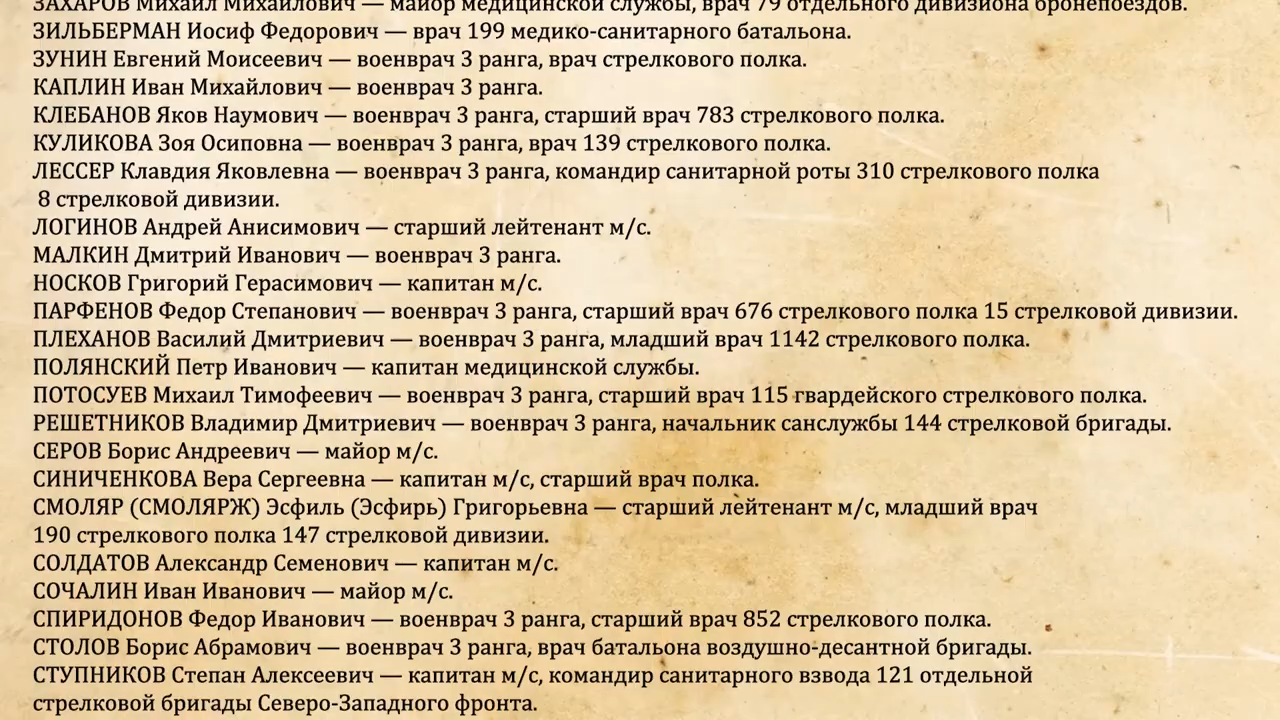 ЗАХАРОВ Михаил Михайлович — майор медицинской службы, врач 79 отдельного дивизиона бронепоездов.
ЗИЛЬБЕРМАН Иосиф Федорович — врач 199 медико-санитарного батальона.
ЗУНИН Евгений Моисеевич — военврач 3 ранга, врач стрелкового полка.
КАПЛИН Иван Михайлович — военврач 3 ранга.
КЛЕБАНОВ Яков Наумович — военврач 3 ранга, старший врач 783 стрелкового полка.
КУЛИКОВА Зоя Осиповна — военврач 3 ранга, врач 139 стрелкового полка.
ЛЕССЕР Клавдия Яковлевна — военврач 3 ранга, командир санитарной роты 310 стрелкового полка
8 стрелковой дивизии.
ЛОГИНОВ Андрей Анисимович — старший лейтенант м/с.
МАЛКИН Дмитрий Иванович — военврач 3 ранга.
НОСКОВ Григорий Герасимович — капитан м/с.
ПАРФЕНОВ Федор Степанович — военврач 3 ранга, старший врач 676 стрелкового полка 15 стрелковой дивизии.
ПЛЕХАНОВ Василий Дмитриевич — военврач 3 ранга, младший врач 1142 стрелкового полка.
ПОЛЯНСКИЙ Петр Иванович — капитан медицинской службы.
ПОТОСУЕВ Михаил Тимофеевич — военврач 3 ранга, старший врач 115 гвардейского стрелкового полка.
РЕШЕТНИКОВ Владимир Дмитриевич — военврач 3 ранга, начальник санслужбы 144 стрелковой бригады.
СЕРОВ Борис Андреевич — майор м/с.
СИНИЧЕНКОВА Вера Сергеевна — капитан м/с, старший врач полка.
СМОЛЯР (СМОЛЯРЖ) Эсфиль (Эсфирь) Григорьевна — старший лейтенант м/с, младший врач
190 стрелкового полка 147 стрелковой дивизии.
СОЛДАТОВ Александр Семенович — капитан м/с.
СОЧАЛИН Иван Иванович — майор м/с.
СПИРИДОНОВ Федор Иванович — военврач 3 ранга, старший врач 852 стрелкового полка.
СТОЛОВ Борис Абрамович — военврач 3 ранга, врач батальона воздушно-десантной бригады.
СТУПНИКОВ Степан Алексеевич — капитан м/с, командир санитарного взвода 121 отдельной
стрелковой бригады Северо-Западного фронта.